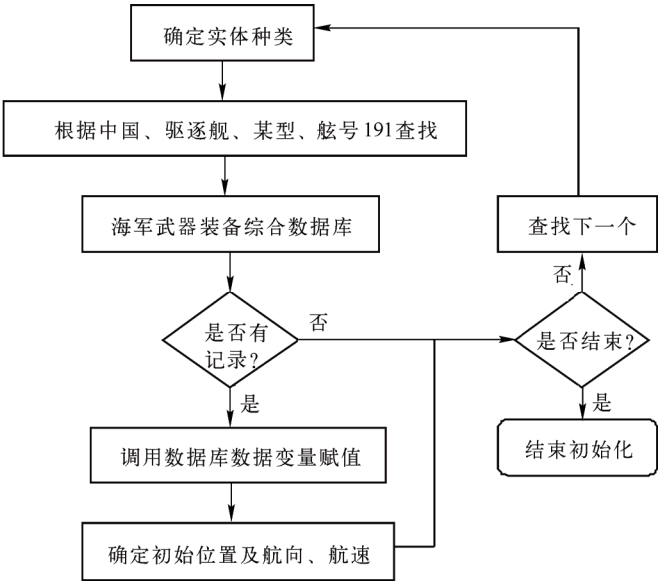 确定实体种类
根据中国、驱逐舰、某型、舷号191查找
海军武器装备综合数据库
查找下一个
否
是否有
记录?
否
是否结束?
是
是
调用数据库数据变量赋值
结束初始化
确定初始位置及航向、航速